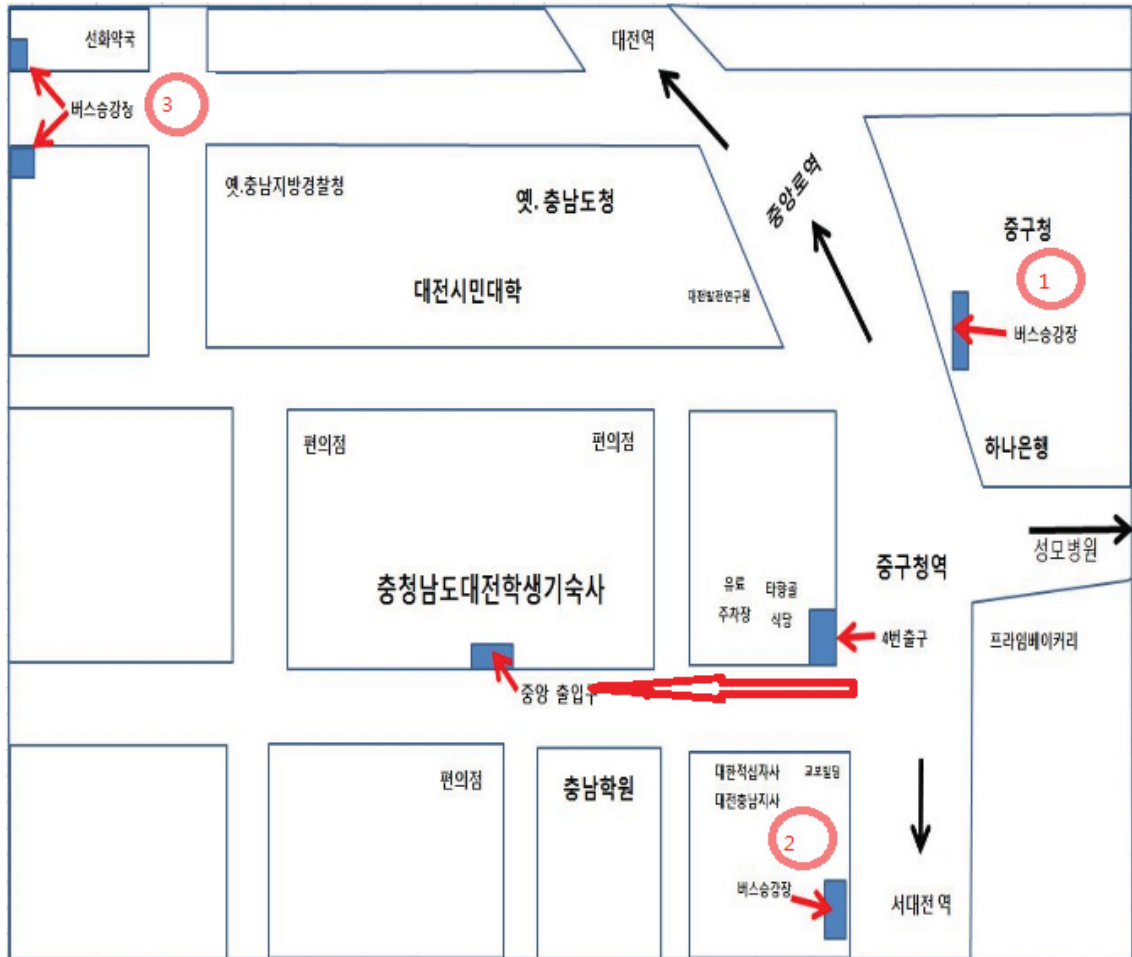 선화약국
대전역
버스승강장
3
옛.충남지방경찰청
옛. 충남도청
중앙로역
중구청
1
대전시민대학
대전발전연구원
버스승강장
편의점
편의점
하나은행
성모병원
중구청역
충청남도대전학생기숙사
유료
주차장
타향골
식당
4번출구
프라임베이커리
중앙 출입구
편의점
충남학원
대한적십자사
대전충남지사
교보빌딩
2
버스승강장
서대전역